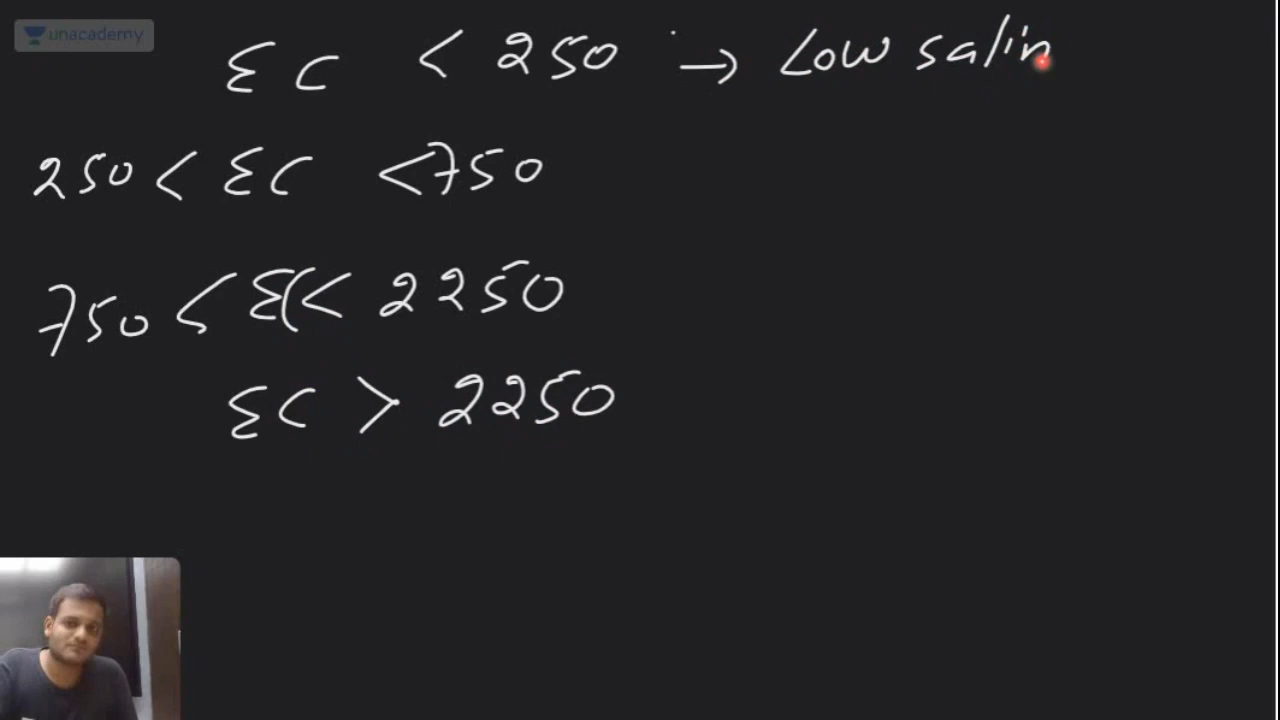 unacademy
EC < 250 → Low salin
250 < EC < 750
750 < EC < 2250
EC > 2250